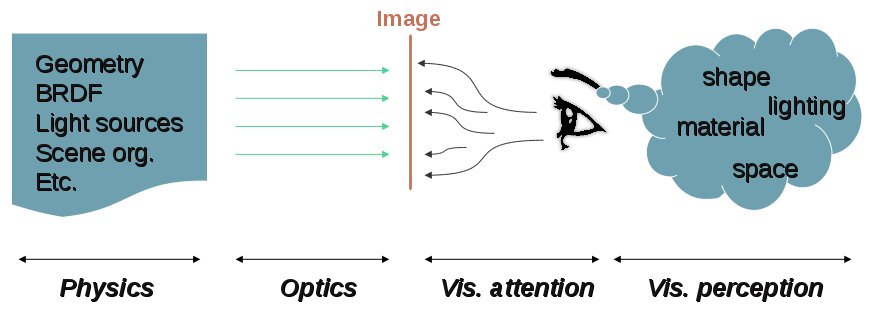 Image
Geometry
BRDF
Light sources
Scene org.
Etc.
shape
lighting
material
space
Physics
Optics
Vis. attention
Vis. perception